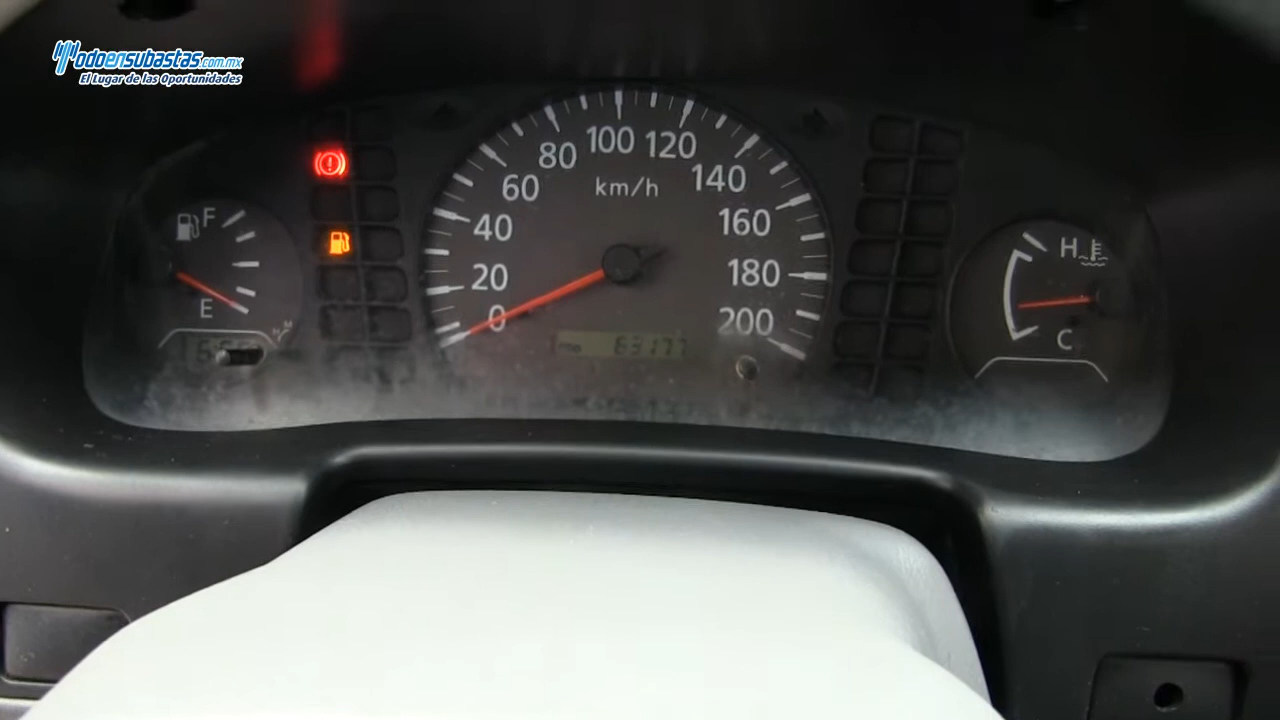 TodoenSubastas.com.mx
El Lugar de las Oportunidades
F
E
H M
0
20
40
60
80
100
120
140
160
180
200
km/h
H
C